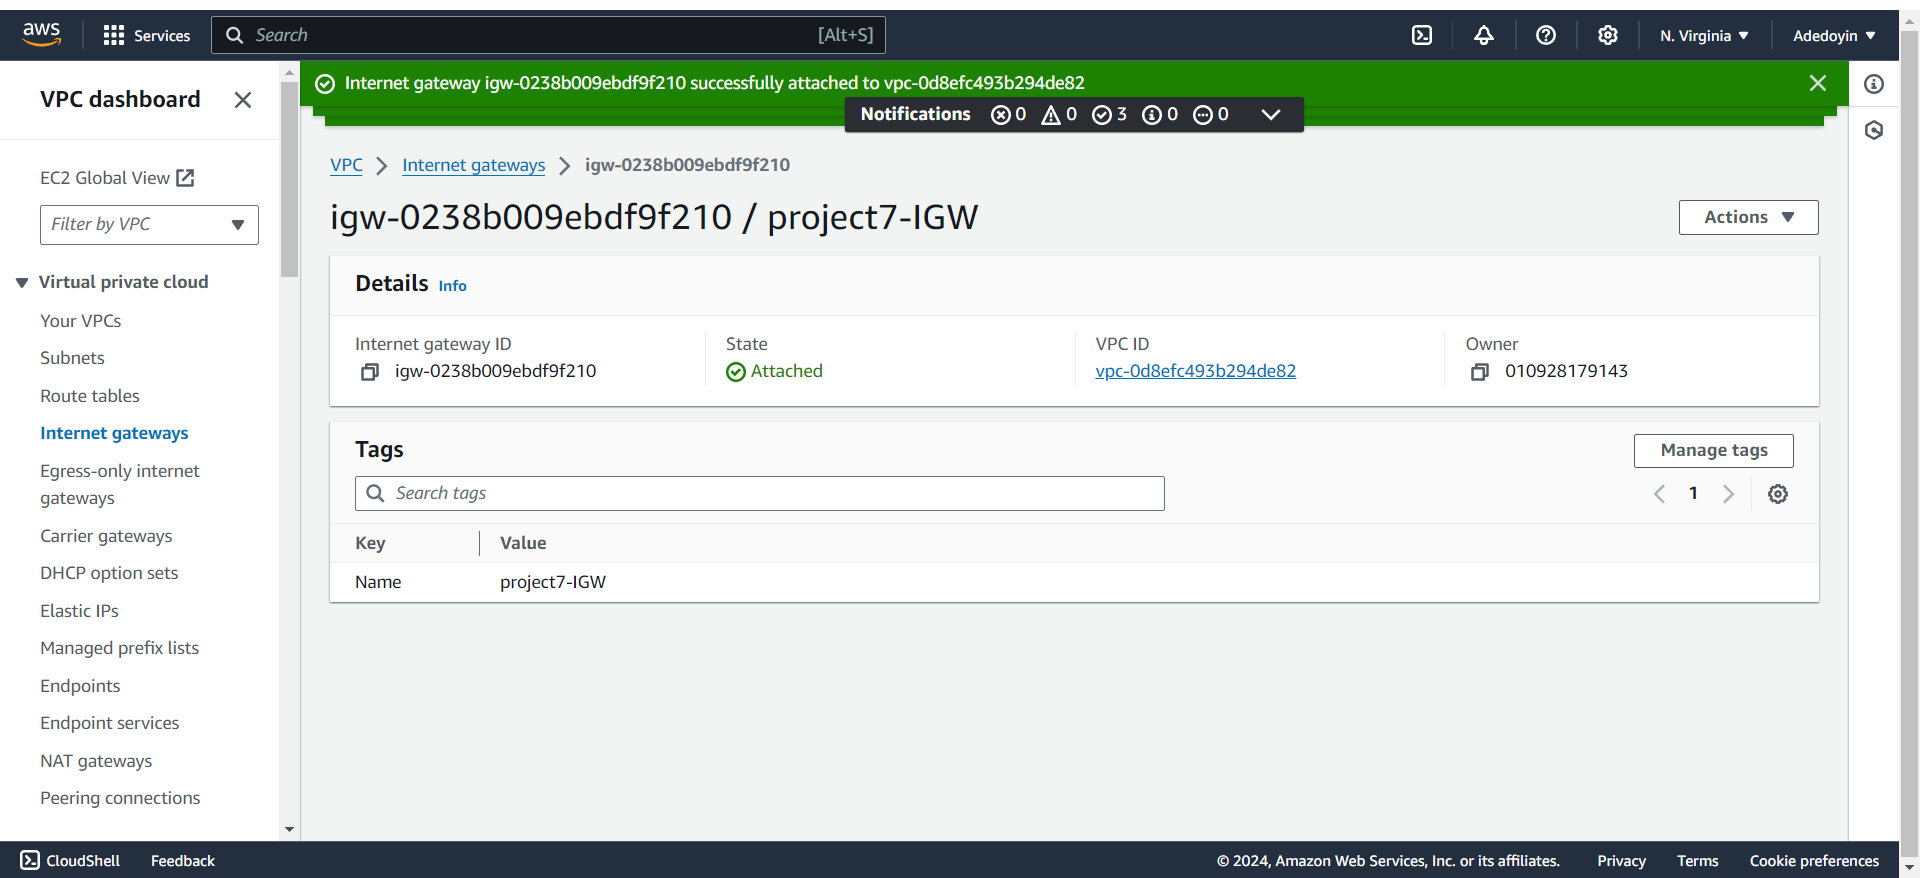 aws
Services
Search
[Alt+S]
N. Virginia
Adedoyin
VPC dashboard
EC2 Global View
Filter by VPC
Virtual private cloud
Your VPCs
Subnets
Route tables
Internet gateways
Egress-only internet
gateways
Carrier gateways
DHCP option sets
Elastic IPs
Managed prefix lists
Endpoints
Endpoint services
NAT gateways
Peering connections
Internet gateway igw-0238b009ebdf9f210 successfully attached to vpc-0d8efc493b294de82
Notifications 0 0 3 0 0
VPC > Internet gateways > igw-0238b009ebdf9f210
igw-0238b009ebdf9f210 / project7-IGW
Actions
Details Info
Internet gateway ID
igw-0238b009ebdf9f210
State
Attached
VPC ID
vpc-0d8efc493b294de82
Owner
010928179143
Tags
Manage tags
Search tags
1
Key Value
Name project7-IGW
CloudShell
Feedback
© 2024, Amazon Web Services, Inc. or its affiliates.
Privacy
Terms
Cookie preferences